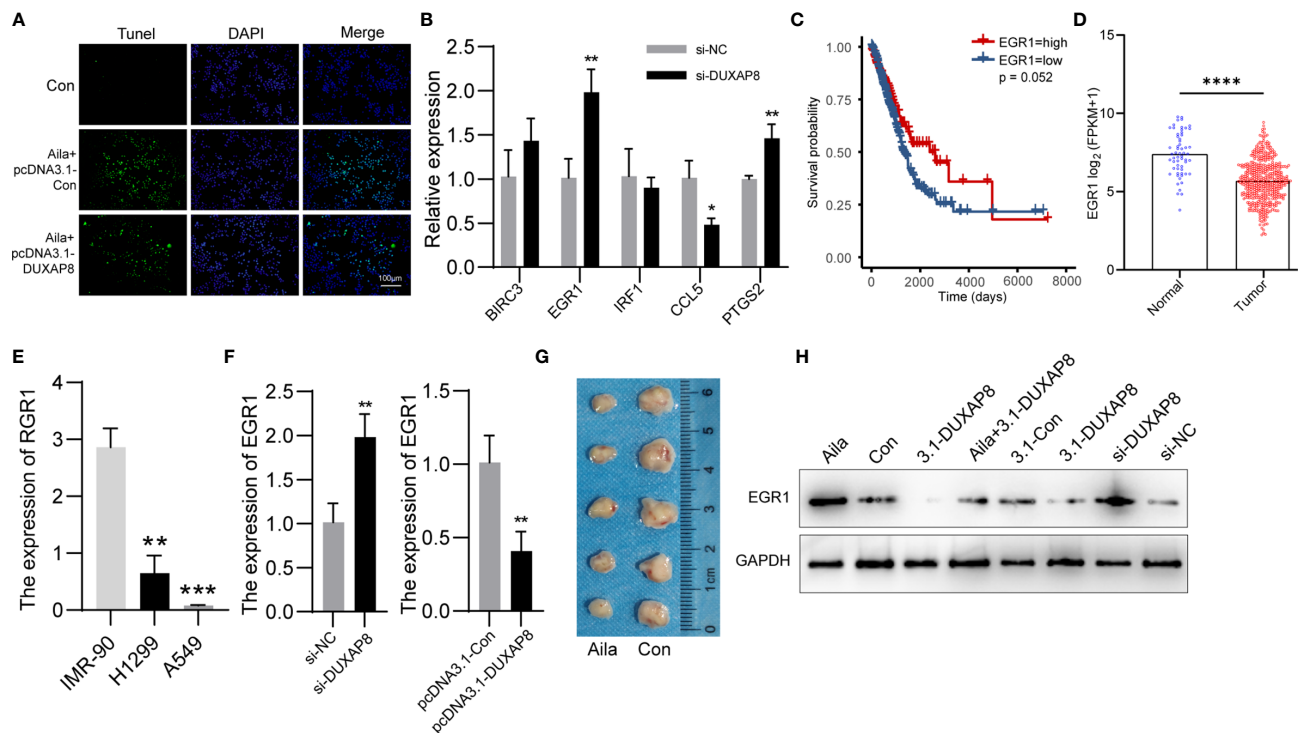 A
Tunel DAPI Merge
Con
Aila+
pcDNA3.1-
Con
Aila+
pcDNA3.1-
DUXAP8
100μm
B
si-NC
si-DUXAP8
Relative expression
2.5
2.0
1.5
1.0
0.5
0.0
** * **
BIRC3 EGR1 IRF1 CCL5 PTGS2
C
EGR1=high
EGR1=low
p = 0.052
Survival probability
1.00
0.75
0.50
0.25
0.00
0 2000 4000 6000 8000
Time (days)
D
EGR1 log2 (FPKM+1)
15
10
5
0
****
Normal Tumor
E
The expression of RGR1
4
3
2
1
0
** ***
IMR-90 H1299 A549
F
The expression of EGR1
2.5
2.0
1.5
1.0
0.5
0.0
**
si-NC si-DUXAP8
The expression of EGR1
1.5
1.0
0.5
0.0
**
pcDNA3.1-Con pcDNA3.1-DUXAP8
G
6
5
4
3
2
1cm
0
Aila Con
H
Aila Con 3.1-DUXAP8 Aila+3.1-DUXAP8 3.1-Con 3.1-DUXAP8 si-DUXAP8 si-NC
EGR1
GAPDH